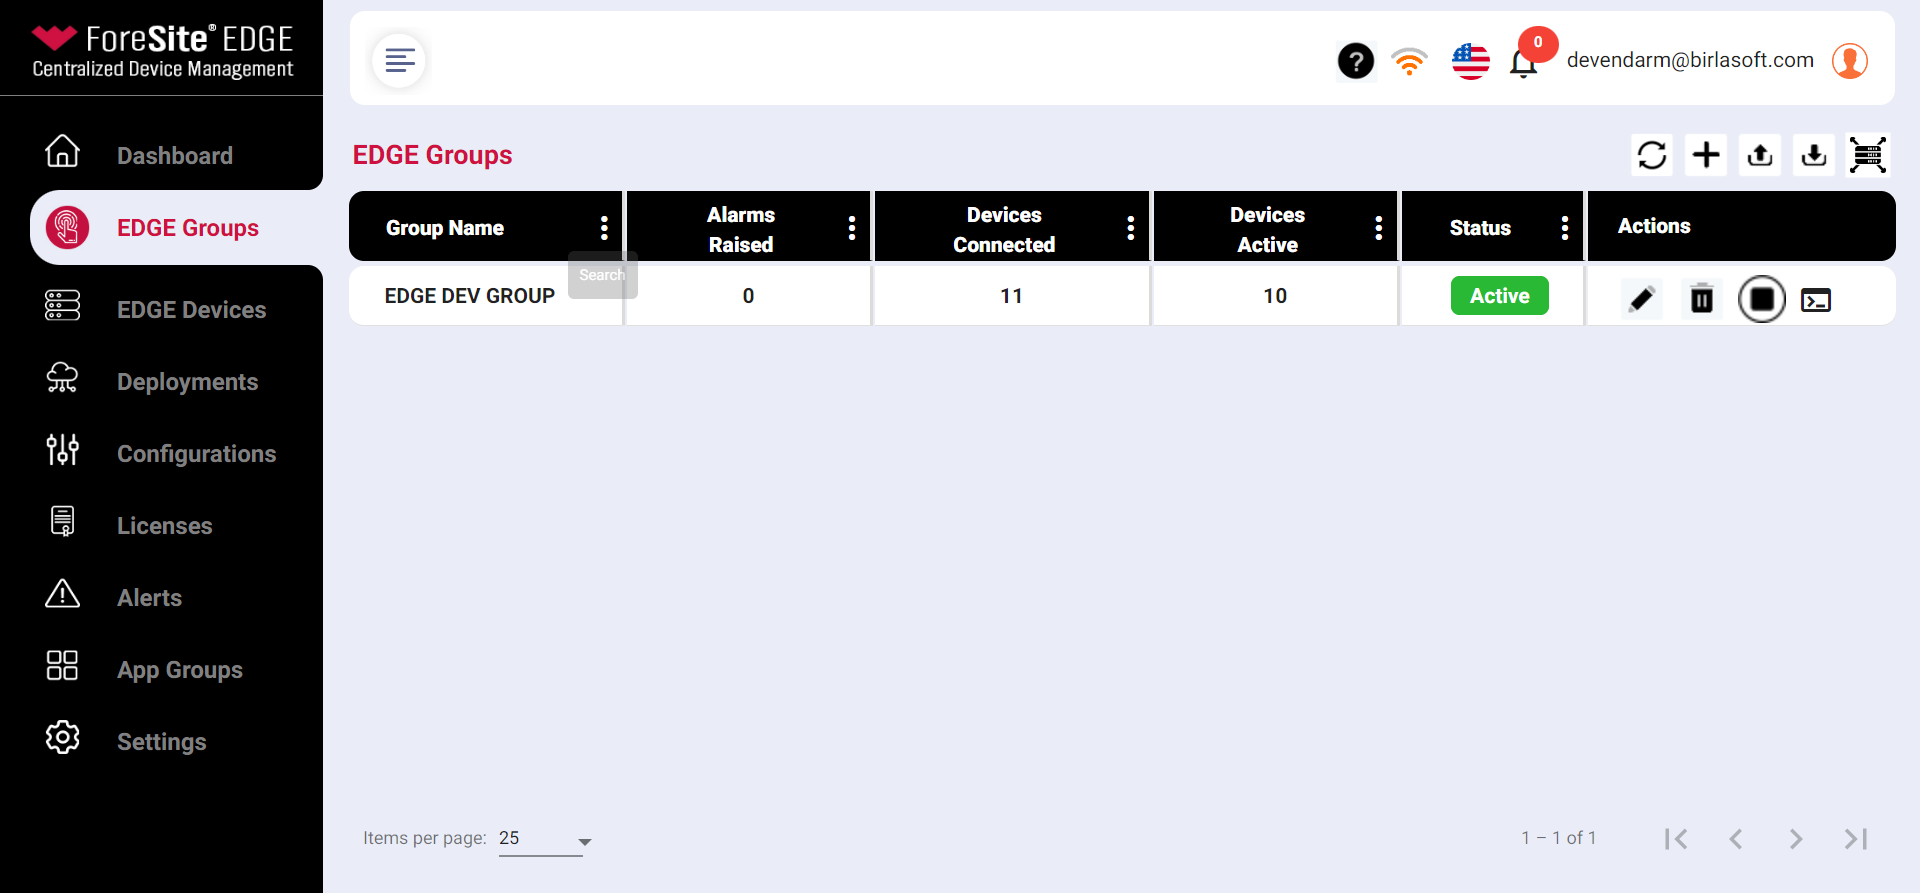 ForeSite® EDGE
Centralized Device Management
0
devendarm@birlasoft.com
Dashboard
EDGE Groups
EDGE Devices
Deployments
Configurations
Licenses
Alerts
App Groups
Settings
EDGE Groups
Group Name
Alarms
Raised
Devices
Connected
Devices
Active
Status
Actions
Search
EDGE DEV GROUP
0
11
10
Active
Items per page:
25
1 – 1 of 1